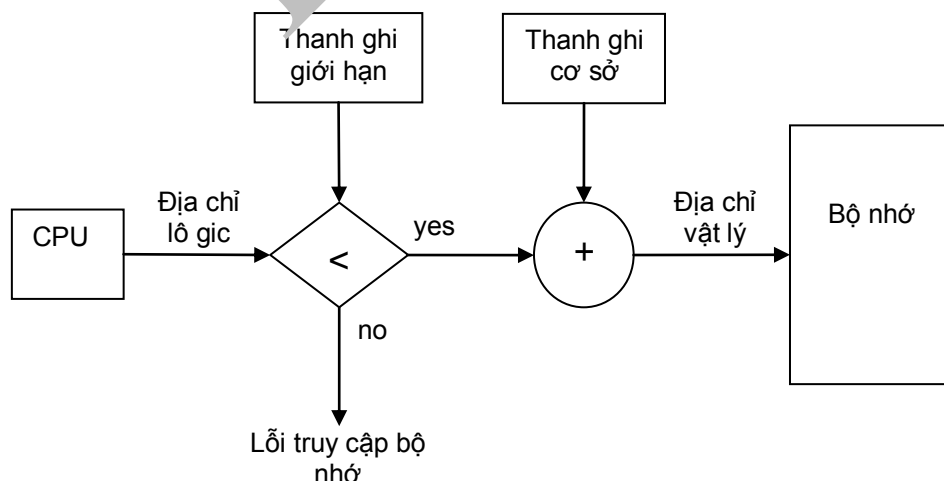 Thanh ghi
giới hạn
Thanh ghi
cơ sở
CPU
Địa chỉ
lô gic
<
yes
+
Địa chỉ
vật lý
Bộ nhớ
no
Lỗi truy cập bộ
nhớ